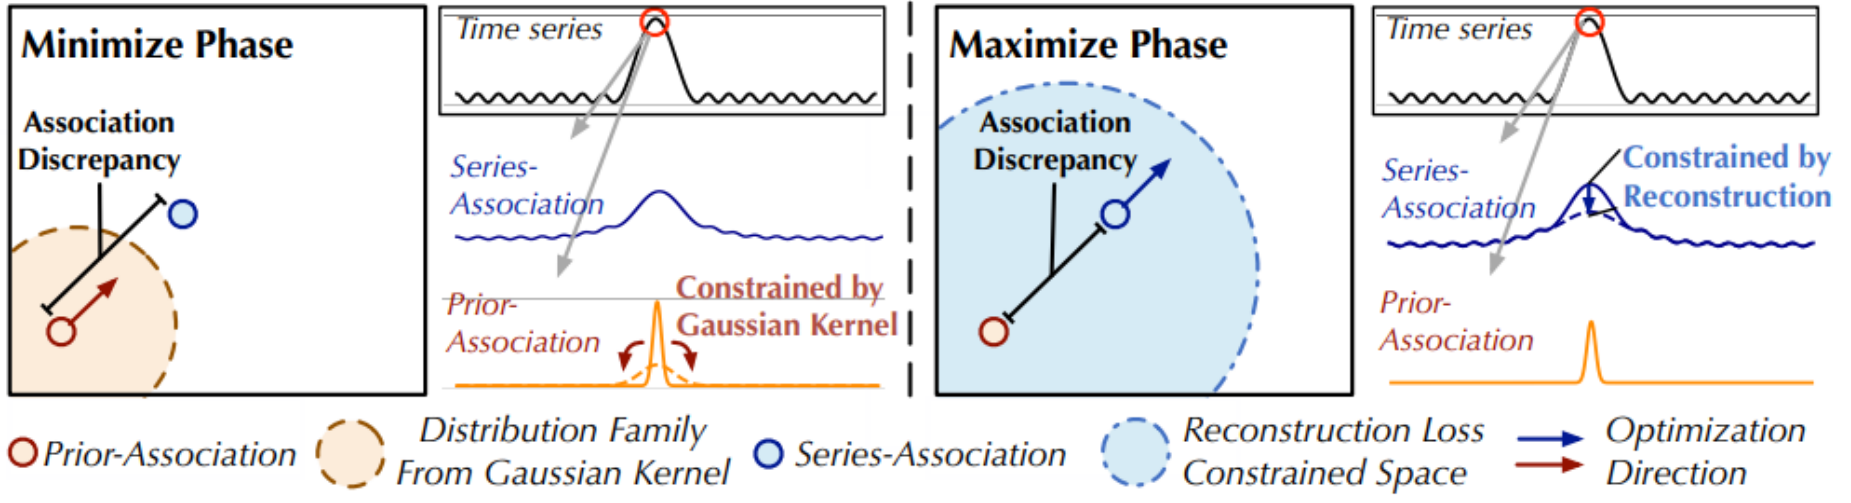 Minimize Phase
Association
Discrepancy
Time series
Series-
Association
Prior-
Association
Constrained by
Gaussian Kernel
Maximize Phase
Association
Discrepancy
Time series
Series-
Association
Constrained by
Reconstruction
Prior-
Association
Prior-Association
Distribution Family
From Gaussian Kernel
Series-Association
Reconstruction Loss
Constrained Space
Optimization
Direction